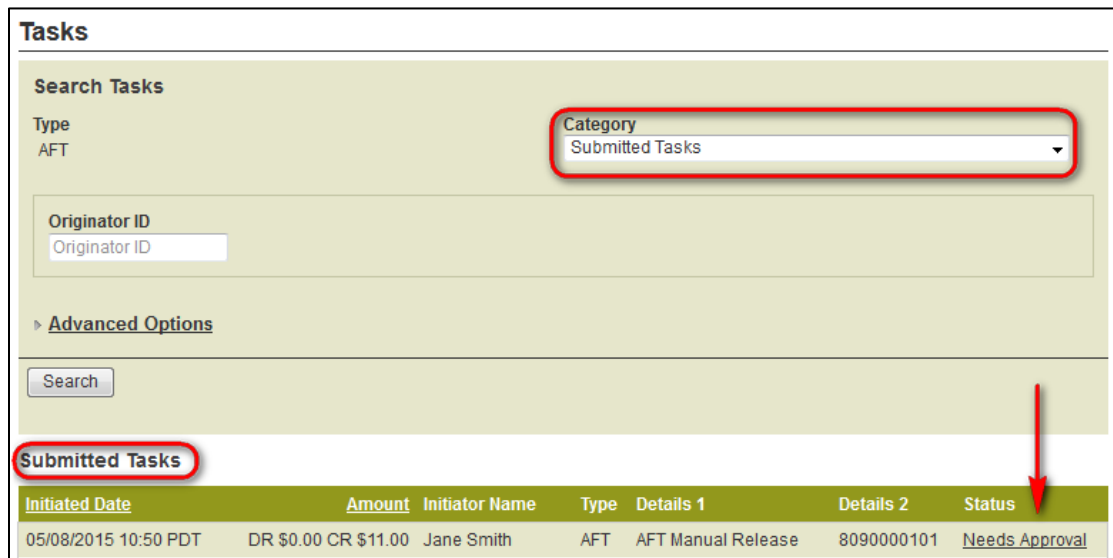 Tasks
Search Tasks
Type
AFT
Category
Submitted Tasks
Originator ID
Originator ID
Advanced Options
Search
Submitted Tasks
Initiated Date Amount Initiator Name Type Details 1 Details 2 Status
05/08/2015 10:50 PDT DR $0.00 CR $11.00 Jane Smith AFT AFT Manual Release 8090000101 Needs Approval